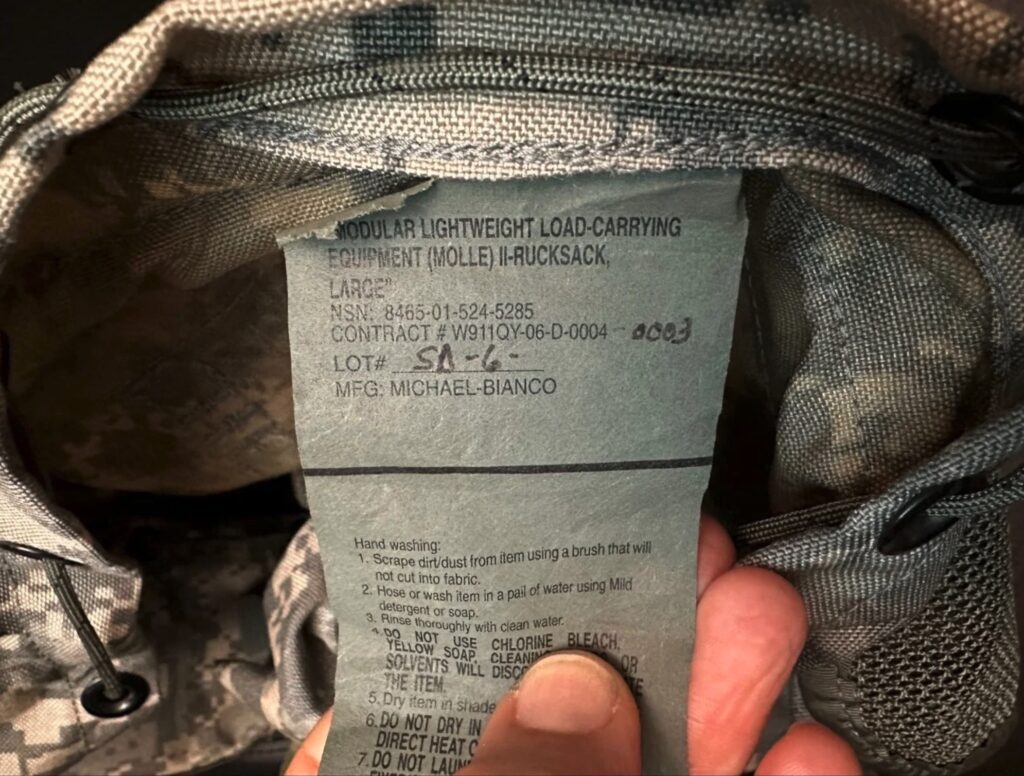 MODULAR LIGHTWEIGHT LOAD-CARRYING
EQUIPMENT (MOLLE) II-RUCKSACK,
LARGE"
NSN: 8465-01-524-5285
CONTRACT # W911QY-06-D-0004 - 0003
LOT# SA-6-
MFG: MICHAEL-BIANCO
Hand washing:
1. Scrape dirt/dust from item using a brush that will
not cut into fabric.
2. Hose or wash item in a pail of water using Mild
detergent or soap.
3. Rinse thoroughly with clean water.
4. DO NOT USE CHLORINE BLEACH,
YELLOW SOAP, CLEANING OR
SOLVENTS WILL
THE ITEM.
5. Dry item in shade
6. DO NOT DRY IN
DIRECT HEAT
7. DO NOT